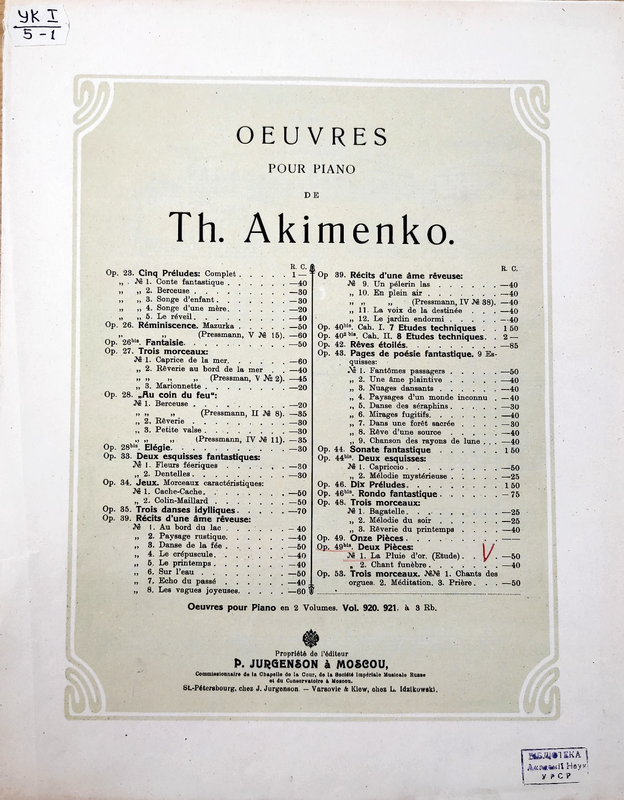 УК I
5-1
OEUVRES
POUR PIANO
DE
Th. Akimenko.
R. C.
Op. 23. Cinq Préludes: Complet . . . . . 1 —
„ . № 1. Conte fantastique . . . . . . . —40
„ „ 2. Berceuse . . . . . . . . . . —30
„ „ 3. Songe d'enfant . . . . . . . . —30
„ „ 4. Songe d'une mère . . . . . . . —20
„ „ 5. Le réveil . . . . . . . . . . —40
Op. 26. Réminiscence. Mazurka . . . . . . —50
„ „ (Pressmann, V № 15). —60
Op. 26bis. Fantaisie . . . . . . . . . —50
Op. 27. Trois morceaux:
№ 1. Caprice de la mer . . . . . . . —60
„ 2. Rêverie au bord de la mer . . —40
„ „ „ „ (Pressman, V № 2). —45
„ 3. Marionnette . . . . . . . . . —20
Op. 28. „Au coin du feu“:
№ 1. Berceuse . . . . . . . . . . —20
„ „ „ (Pressmann, II № 8). —35
„ 2. Rêverie . . . . . . . . . . —30
„ 3. Petite valse . . . . . . . . . —30
„ „ „ (Pressmann, IV № 11). —35
Op. 28bis. Elégie . . . . . . . . . . —30
Op. 33. Deux esquisses fantastiques:
№ 1. Fleurs féeriques . . . . . . . —30
„ 2. Dentelles . . . . . . . . . . —30
Op. 34. Jeux. Morceaux caractéristiques:
№ 1. Cache-Cache . . . . . . . . —50
„ 2. Colin-Maillard . . . . . . . . —50
Op. 35. Trois danses idylliques . . . . . —70
Op. 39. Récits d'une âme rêveuse:
№ 1. Au bord du lac . . . . . . . —40
„ 2. Paysage rustique . . . . . . . —40
„ 3. Danse de la fée . . . . . . . —50
„ 4. Le crépuscule . . . . . . . . —40
„ 5. Le printemps . . . . . . . . —40
„ 6. Sur l'eau . . . . . . . . . . —50
„ 7. Echo du passé . . . . . . . . —40
„ 8. Les vagues joyeuses . . . . . . —60
R. C.
Op. 39. Récits d'une âme rêveuse:
№ 9. Un pélerin las . . . . . . . —40
„ 10. En plein air . . . . . . . . —40
„ „ „ (Pressmann, IV № 38). —40
„ 11. La voix de la destinée . . . . —40
„ 12. Le jardin endormi . . . . . . —40
Op. 40bis. Cah. I. 7 Etudes techniques . . 1 50
Op. 40² bis. Cah. II. 8 Etudes techniques. . 2 —
Op. 42. Rêves étoilés . . . . . . . . —85
Op. 43. Pages de poésie fantastique. 9 Es-
quisses:
№ 1. Fantômes passagers . . . . . —50
„ 2. Une âme plaintive . . . . . . —40
„ 3. Nuages dansants . . . . . . . —40
„ 4. Paysages d'un monde inconnu . —40
„ 5. Danse des séraphins . . . . . —30
„ 6. Mirages fugitifs . . . . . . . —40
„ 7. Dans une forêt sacrée . . . . —30
„ 8. Rêve d'une source . . . . . . —40
„ 9. Chanson des rayons de lune . . —40
Op. 44. Sonate fantastique 1 50
Op. 44bis. Deux esquisses:
№ 1. Capriccio . . . . . . . . . —50
„ 2. Mélodie mystérieuse . . . . . —25
Op. 46. Dix Préludes . . . . . . . . 1 50
Op. 46bis. Rondo fantastique . . . . . —75
Op. 48. Trois morceaux:
№ 1. Bagatelle . . . . . . . . . —25
„ 2. Mélodie du soir . . . . . . . —25
„ 3. Rêverie du printemps . . . . . —40
Op. 49. Onze Pièces.
Op. 49bis. Deux Pièces:
№ 1. La Pluie d'or. (Etude) . . V —50
„ 2. Chant funèbre . . . . . . . —40
Op. 53. Trois morceaux. №№ 1. Chants des
orgues. 2. Méditation. 3. Prière . . —50
Oeuvres pour Piano en 2 Volumes. Vol. 920. 921. à 3 Rb.
Propriété de l'éditeur
P. JURGENSON à MOSCOU,
Commissionnaire de la Chapelle de la Cour, de la Société Impériale Musicale Russe
et du Conservatoire à Moscou.
St.-Pétersbourg, chez J. Jurgenson. — Varsovie & Kiew, chez L. Idzikowski.
БІБЛІОТЕКА
Академії Наук
УРСР